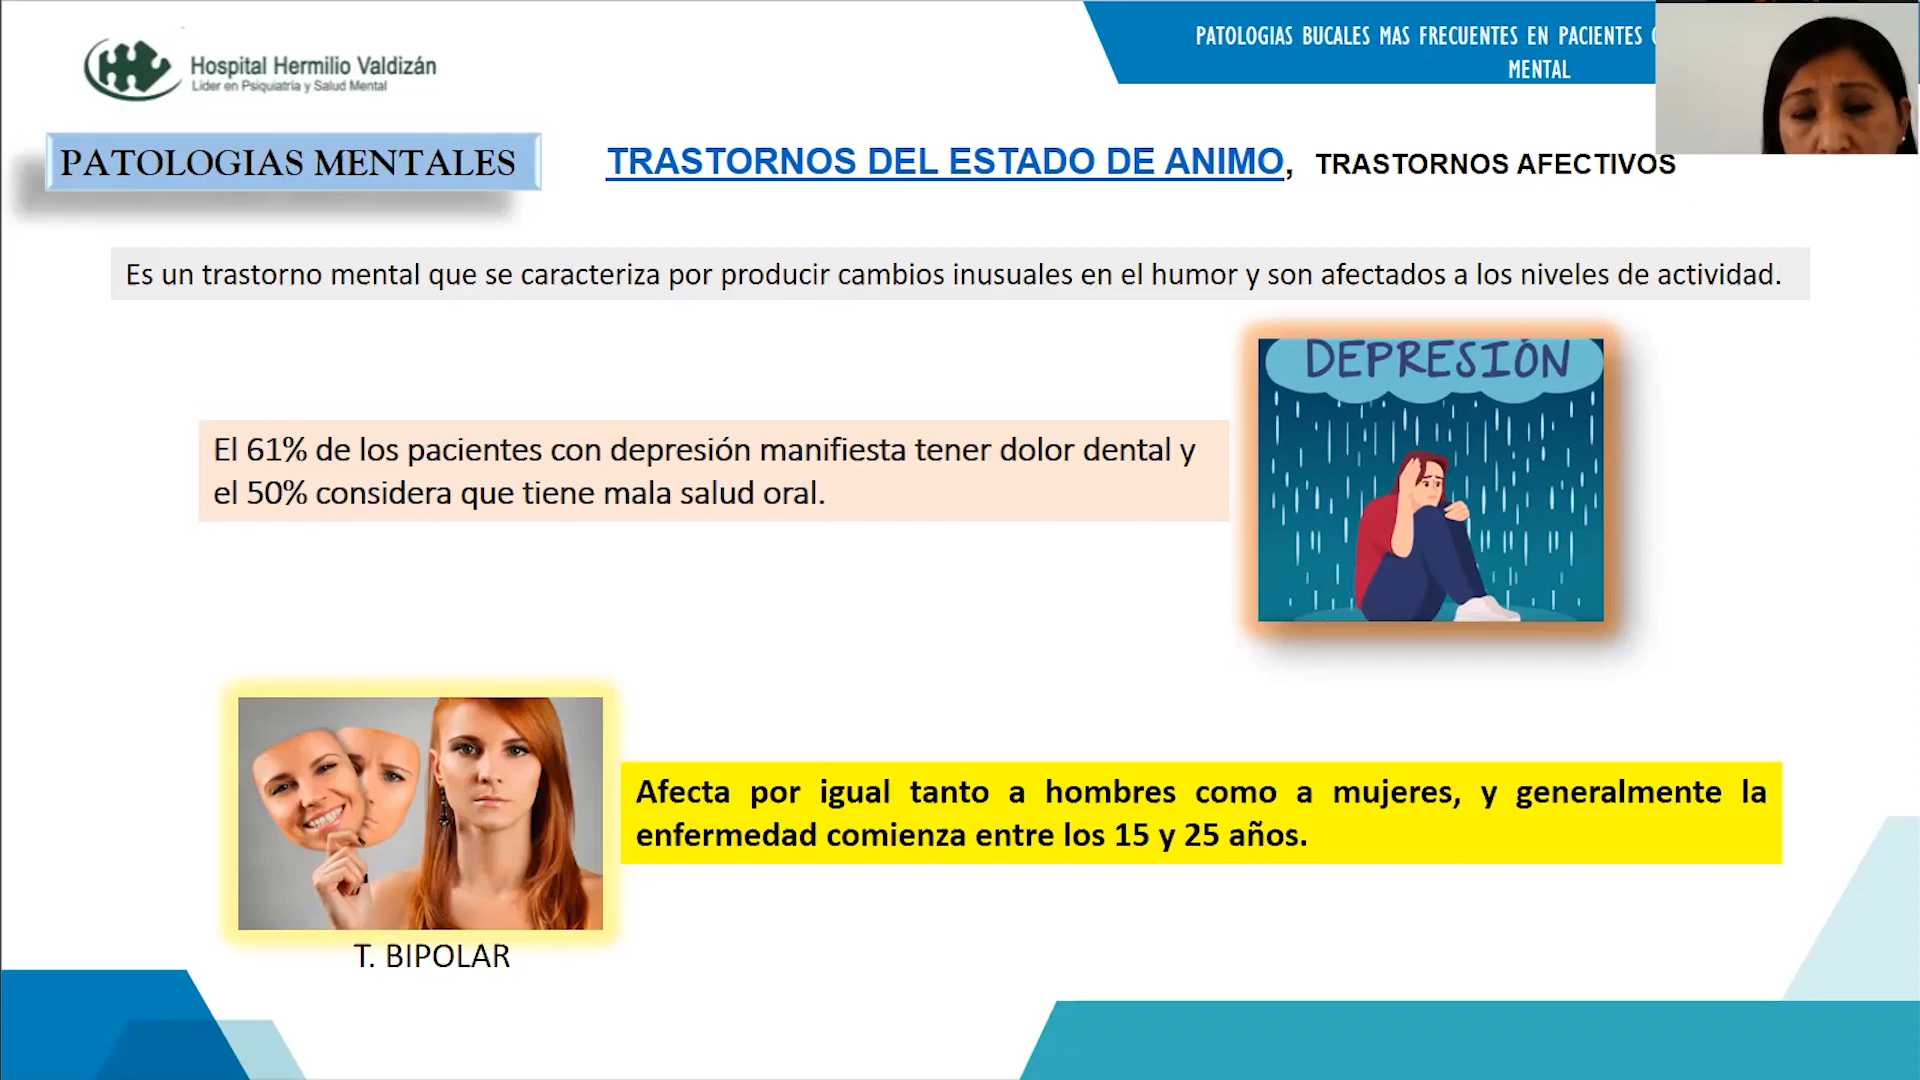 Hospital Hermilio Valdizán
Líder en Psiquiatría y Salud Mental
PATOLOGIAS BUCALES MAS FRECUENTES EN PACIENTES
MENTAL
PATOLOGIAS MENTALES
TRASTORNOS DEL ESTADO DE ANIMO, TRASTORNOS AFECTIVOS
Es un trastorno mental que se caracteriza por producir cambios inusuales en el humor y son afectados a los niveles de actividad.
DEPRESIÓN
El 61% de los pacientes con depresión manifiesta tener dolor dental y
el 50% considera que tiene mala salud oral.
Afecta por igual tanto a hombres como a mujeres, y generalmente la
enfermedad comienza entre los 15 y 25 años.
T. BIPOLAR